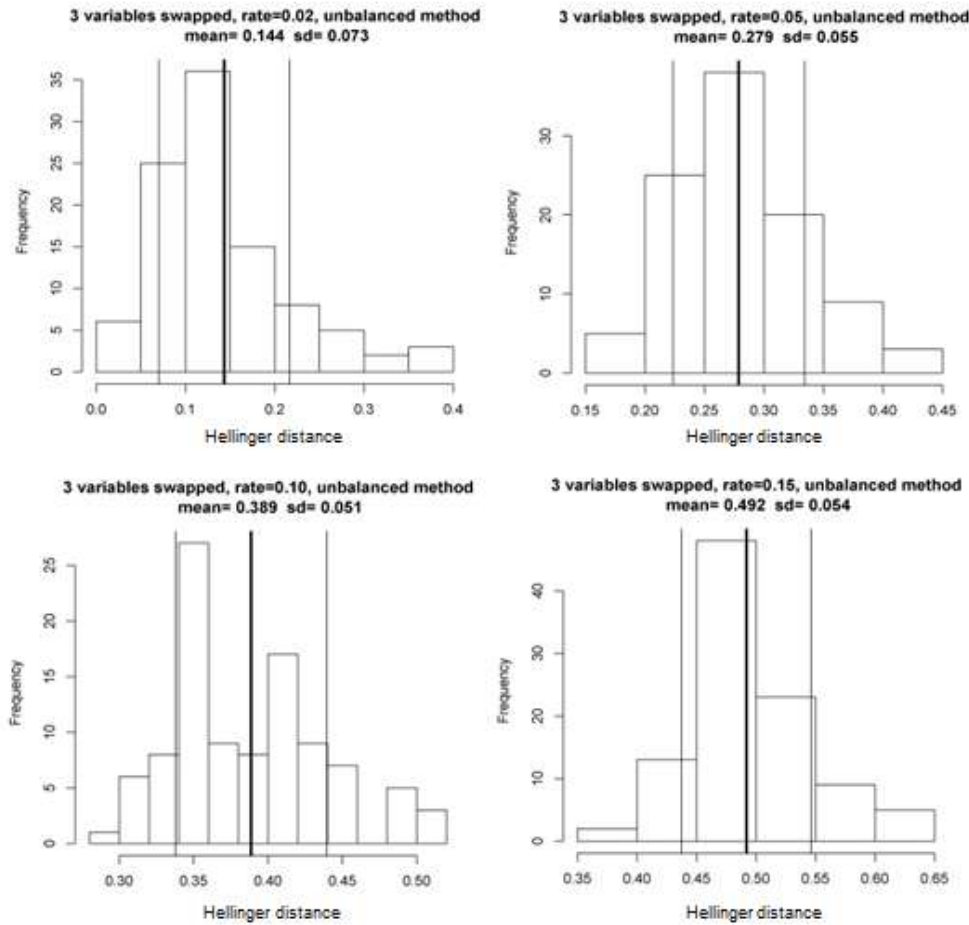 3 variables swapped, rate=0.02, unbalanced method
mean= 0.144 sd= 0.073
Frequency
0 5 10 15 20 25 30 35
0.0 0.1 0.2 0.3 0.4
Hellinger distance
3 variables swapped, rate=0.05, unbalanced method
mean= 0.279 sd= 0.055
Frequency
0 10 20 30
0.15 0.20 0.25 0.30 0.35 0.40 0.45
Hellinger distance
3 variables swapped, rate=0.10, unbalanced method
mean= 0.389 sd= 0.051
Frequency
0 5 10 15 20 25
0.30 0.35 0.40 0.45 0.50
Hellinger distance
3 variables swapped, rate=0.15, unbalanced method
mean= 0.492 sd= 0.054
Frequency
0 10 20 30 40
0.35 0.40 0.45 0.50 0.55 0.60 0.65
Hellinger distance